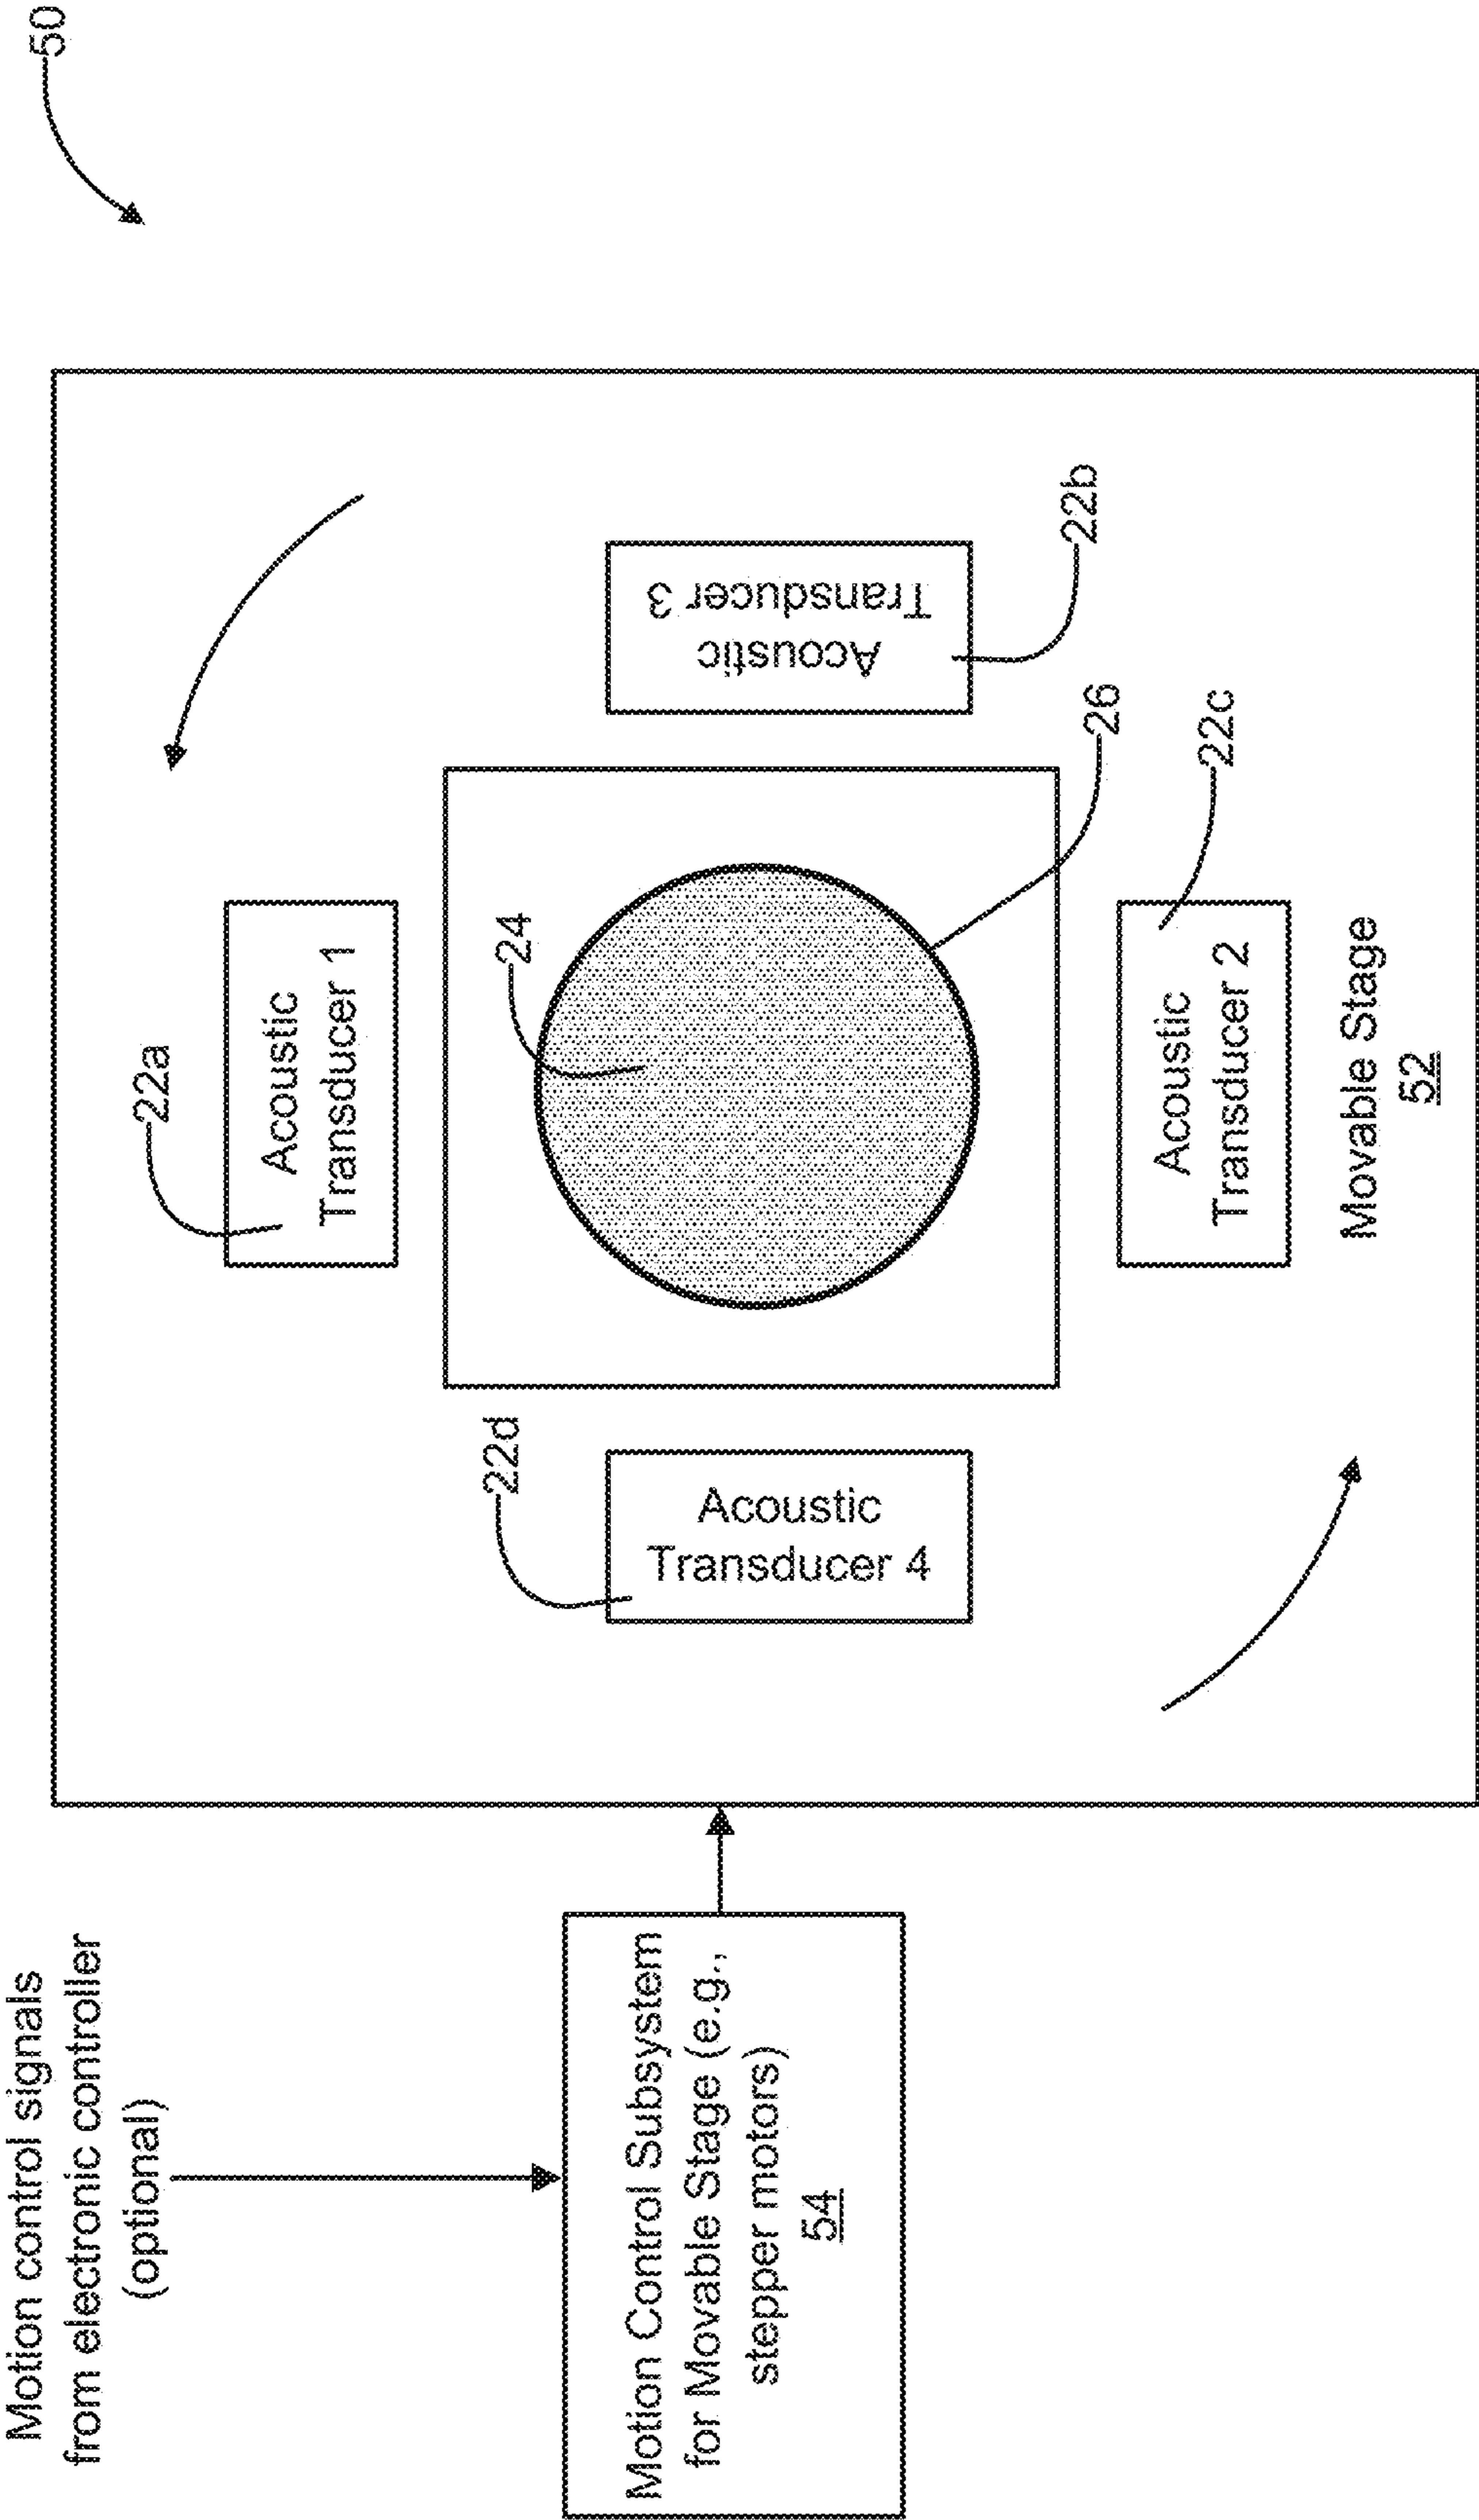 50
Motion control signals
from electronic controller
(optional)
Motion Control Subsystem
for Movable Stage (e.g.,
stepper motors)
54
22a
Acoustic
Transducer 1
22d
Acoustic
Transducer 4
24
Acoustic
Transducer 3
22b
26
22c
Acoustic
Transducer 2
Movable Stage
52